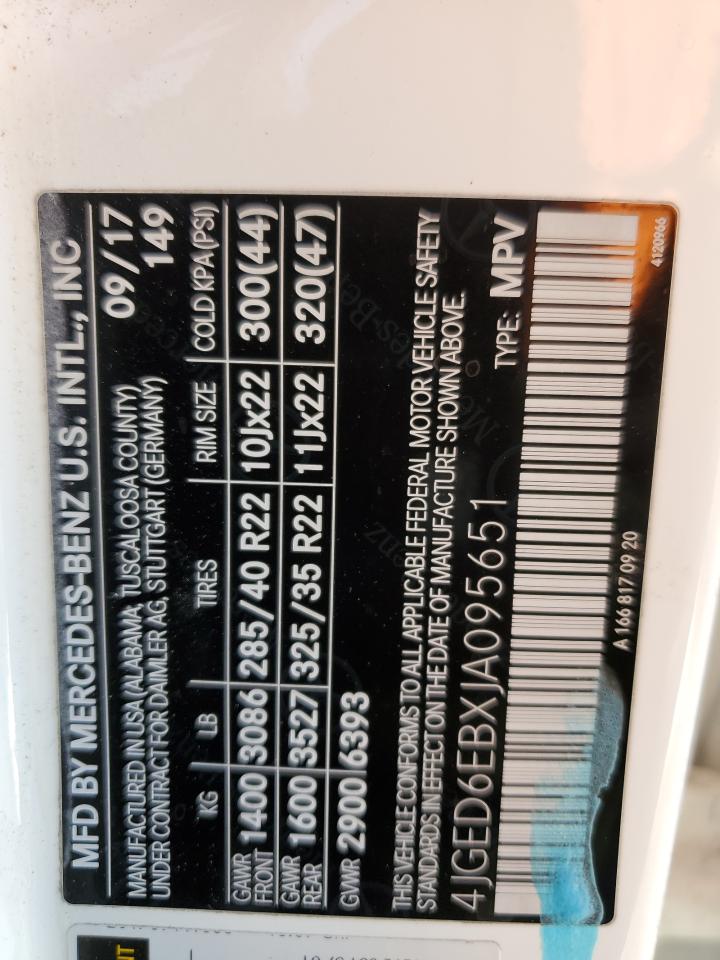 MFD BY MERCEDES-BENZ U.S. INTL., INC
MANUFACTURED IN USA (ALABAMA, TUSCALOOSA COUNTY) 09/17
UNDER CONTRACT FOR DAIMLER AG, STUTTGART (GERMANY) 149
KG LB TIRES RIM SIZE COLD KPA(PSI)
GAWR FRONT 1400 3086 285/40 R22 10Jx22 300(44)
GAWR REAR 1600 3527 325/35 R22 11Jx22 320(47)
GVWR 2900 6393
THIS VEHICLE CONFORMS TO ALL APPLICABLE FEDERAL MOTOR VEHICLE SAFETY
STANDARDS IN EFFECT ON THE DATE OF MANUFACTURE SHOWN ABOVE.
4JGED6EBXJA095651 TYPE: MPV
A 166 817 09 20 4120966